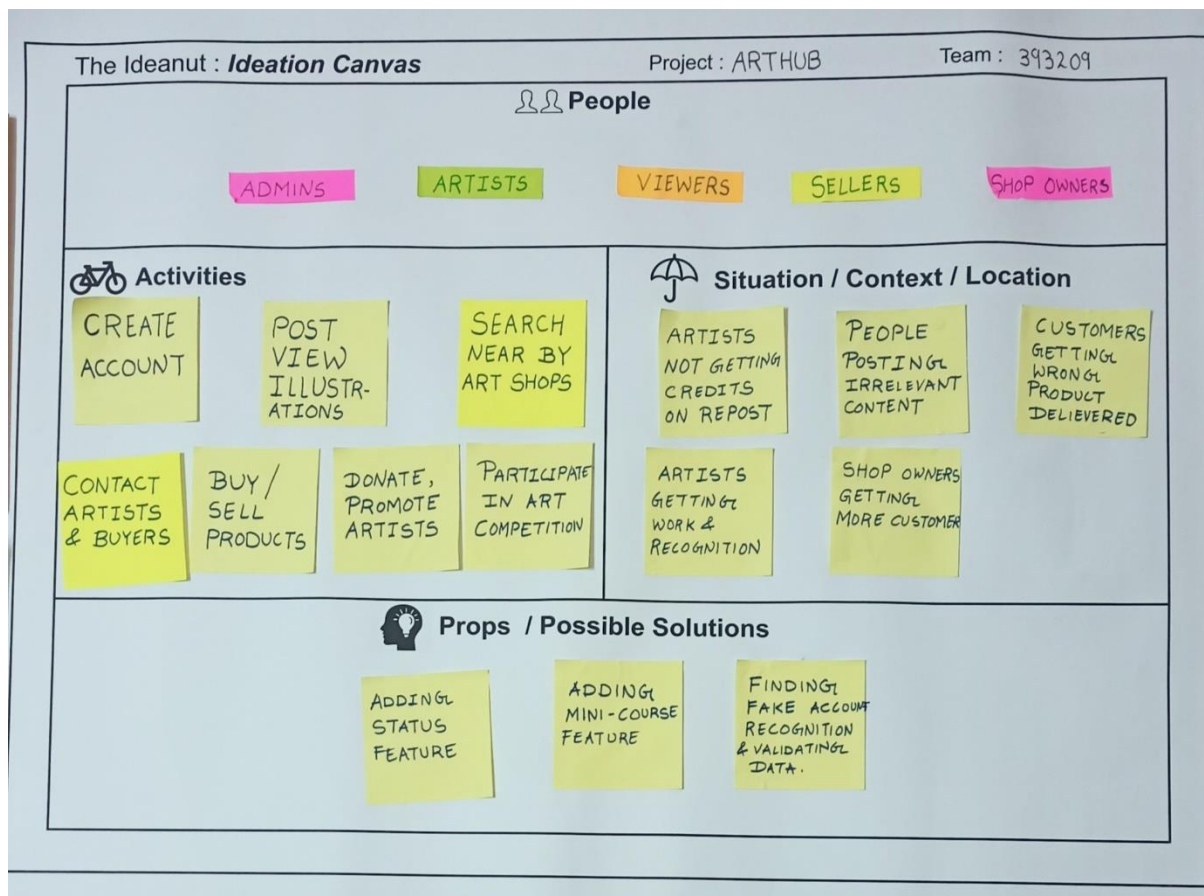 The Ideanut : Ideation Canvas
Project : ARTHUB
Team : 393209
People
ADMINS
ARTISTS
VIEWERS
SELLERS
SHOP OWNERS
Activities
CREATE
ACCOUNT
POST
VIEW
ILLUSTR-
ATIONS
SEARCH
NEAR BY
ART SHOPS
CONTACT
ARTISTS
& BUYERS
BUY/
SELL
PRODUCTS
DONATE,
PROMOTE
ARTISTS
PARTICIPATE
IN ART
COMPETITION
Situation / Context / Location
ARTISTS
NOT GETTING
CREDITS
ON REPOST
PEOPLE
POSTING
IRRELEVANT
CONTENT
CUSTOMERS
GETTING
WRONG
PRODUCT
DELIEVERED
ARTISTS
GETTING
WORK &
RECOGNITION
SHOP OWNERS
GETTING
MORE CUSTOMER
Props / Possible Solutions
ADDING
STATUS
FEATURE
ADDING
MINI-COURSE
FEATURE
FINDING
FAKE ACCOUNT
RECOGNITION
& VALIDATING
DATA.